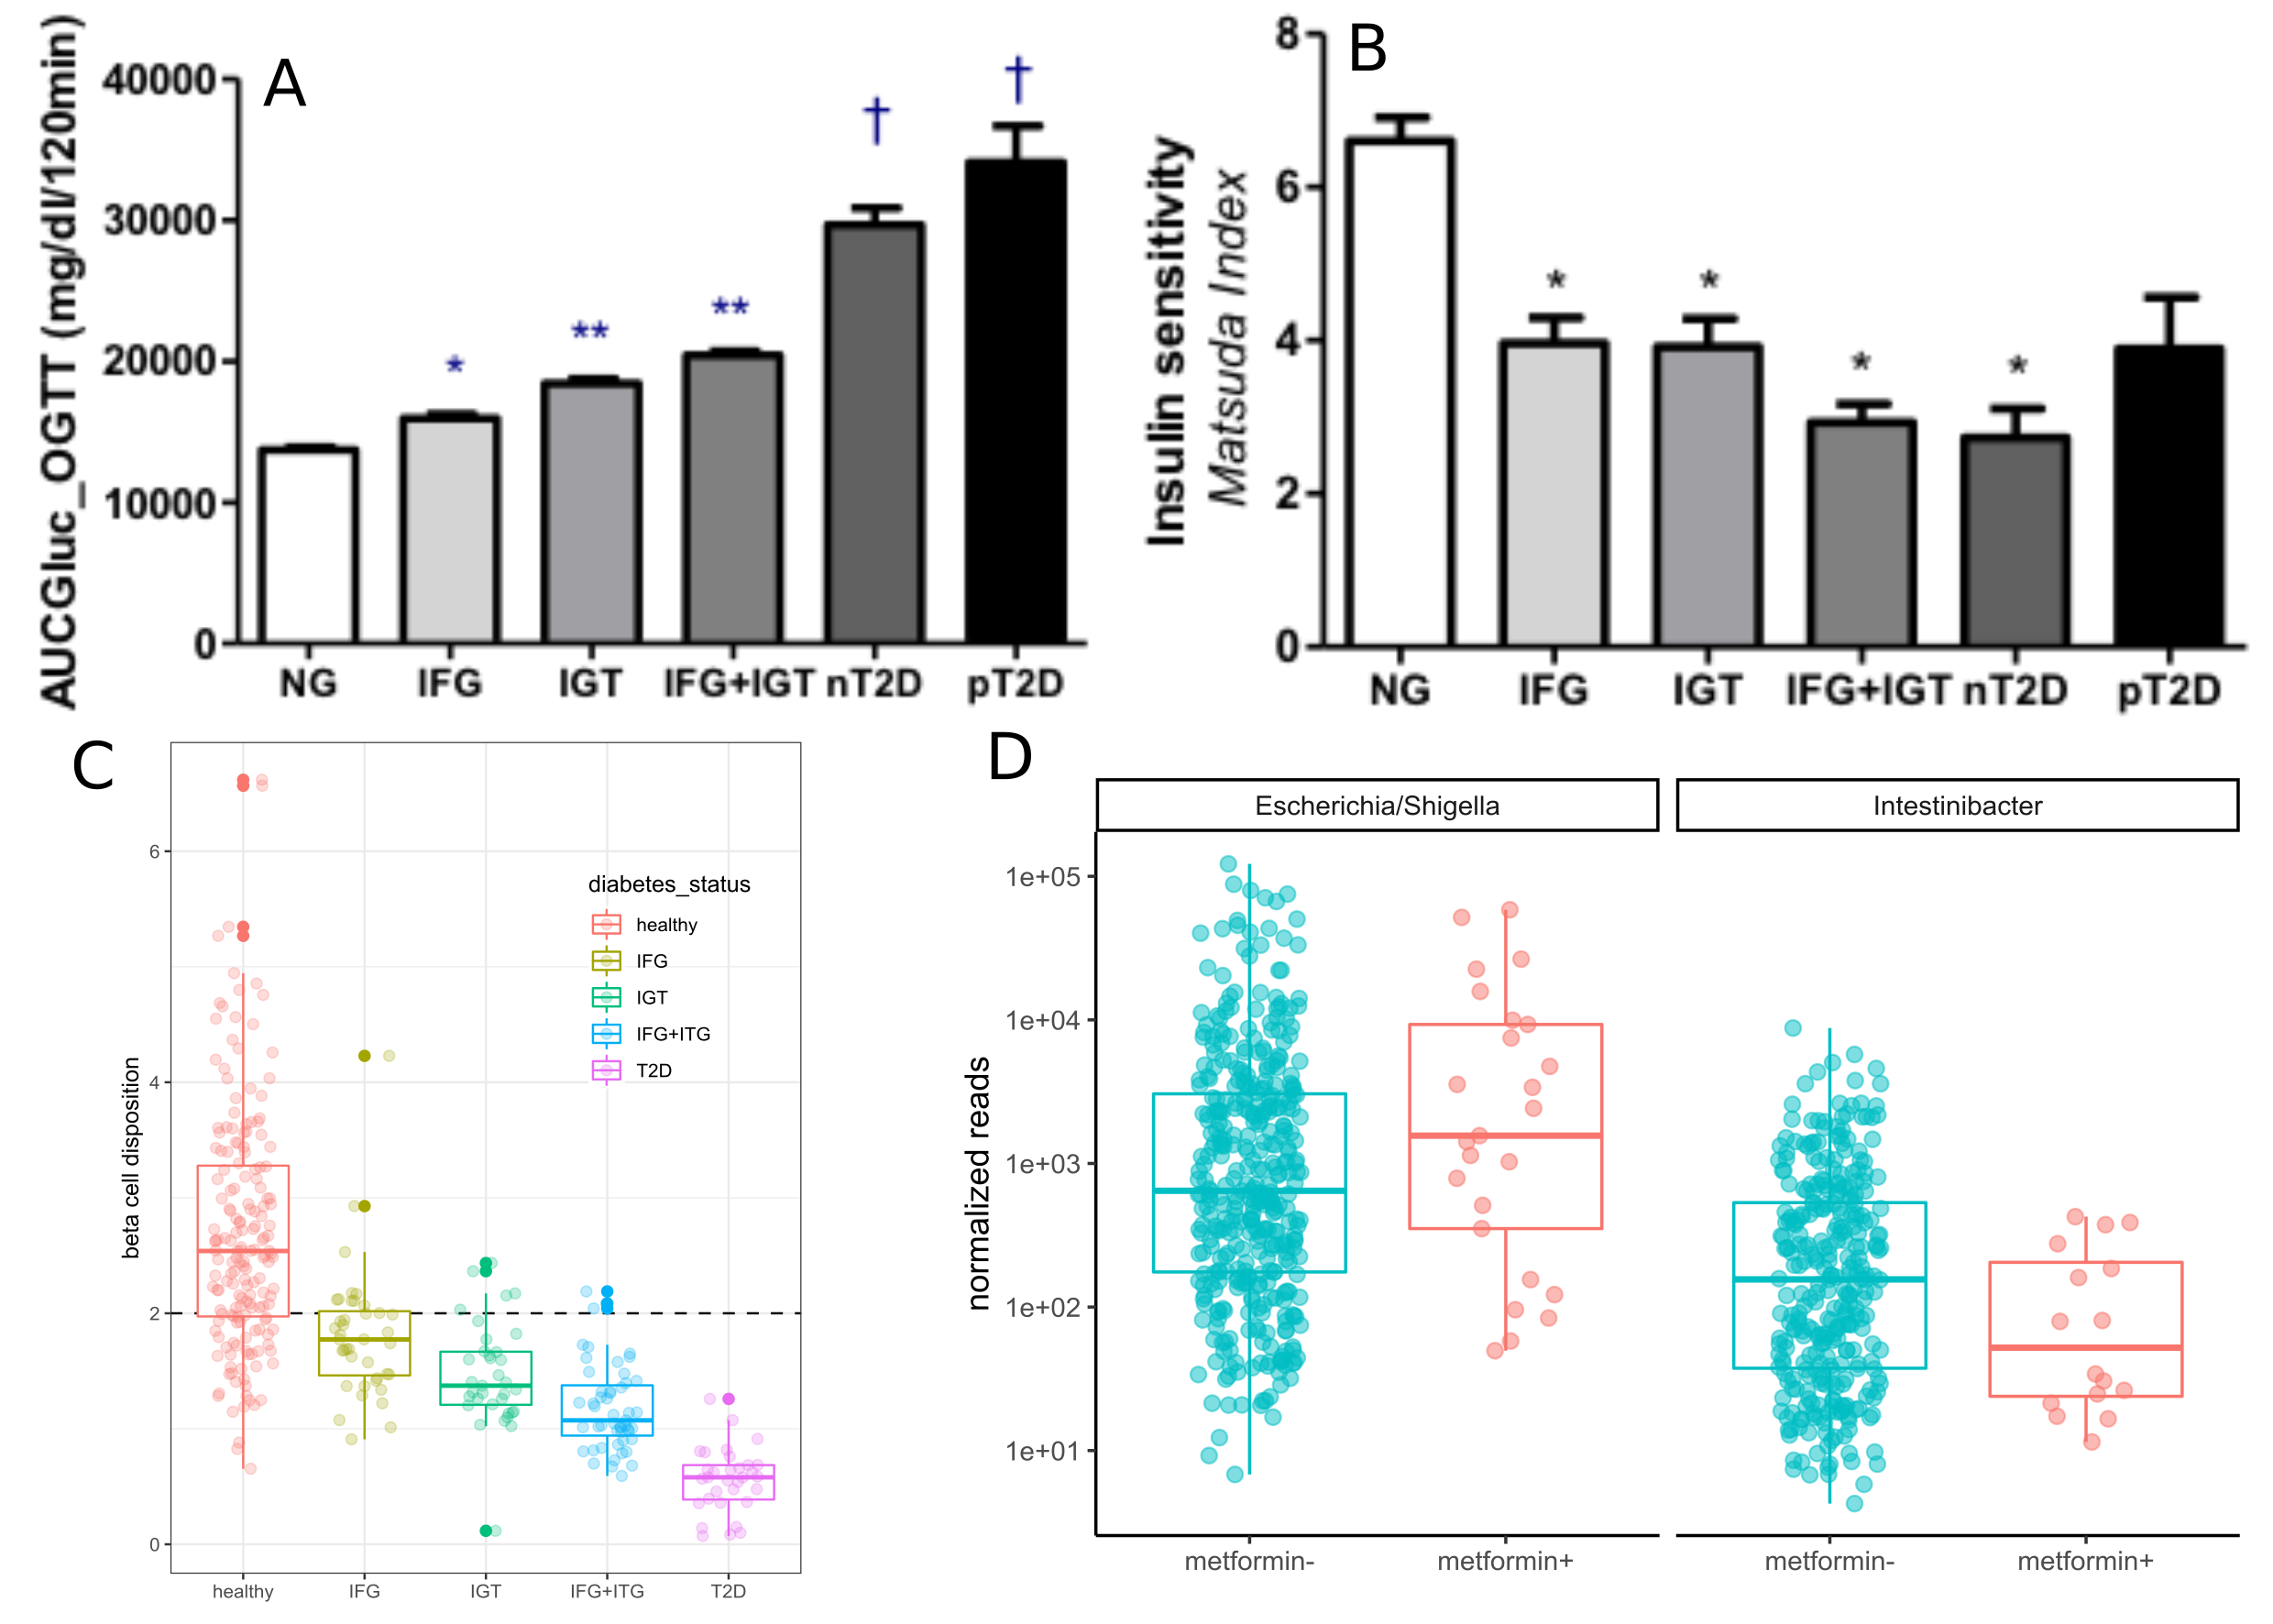 A
AUCGluc_OGTT (mg/dl/120min)
40000
30000
20000
10000
0
*
**
**
†
†
NG IFG IGT IFG+IGT nT2D pT2D
B
Insulin sensitivity
Matsuda Index
8
6
4
2
0
*
*
*
*
NG IFG IGT IFG+IGT nT2D pT2D
C
beta cell disposition
6
4
2
0
diabetes_status
healthy
IFG
IGT
IFG+ITG
T2D
healthy IFG IGT IFG+ITG T2D
D
Escherichia/Shigella
Intestinibacter
normalized reads
1e+05
1e+04
1e+03
1e+02
1e+01
metformin- metformin+ metformin- metformin+